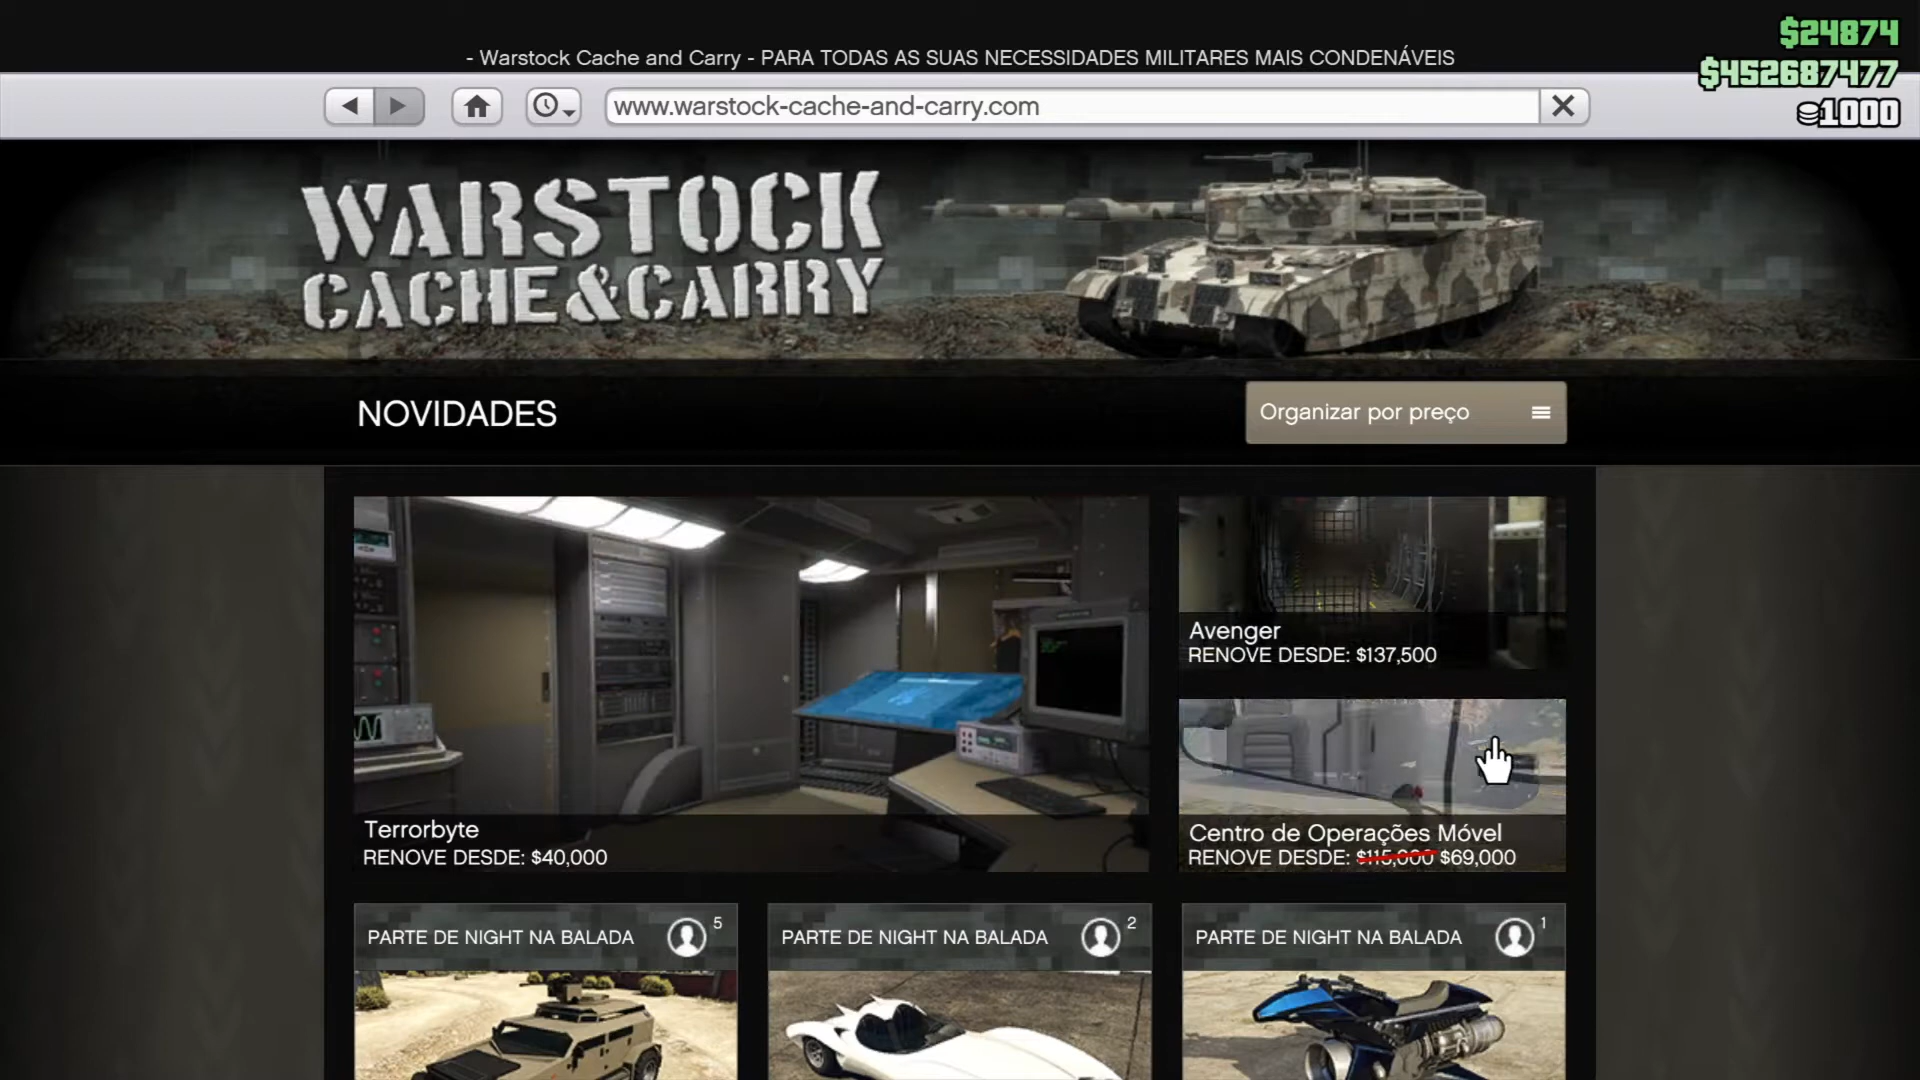 - Warstock Cache and Carry - PARA TODAS AS SUAS NECESSIDADES MILITARES MAIS CONDENÁVEIS
$24874
$452687477
1000
www.warstock-cache-and-carry.com
WARSTOCK
CACHE&CARRY
NOVIDADES
Organizar por preço
Terrorbyte
RENOVE DESDE: $40,000
Avenger
RENOVE DESDE: $137,500
Centro de Operações Móvel
RENOVE DESDE: $115,000 $69,000
PARTE DE NIGHT NA BALADA 5
PARTE DE NIGHT NA BALADA 2
PARTE DE NIGHT NA BALADA 1